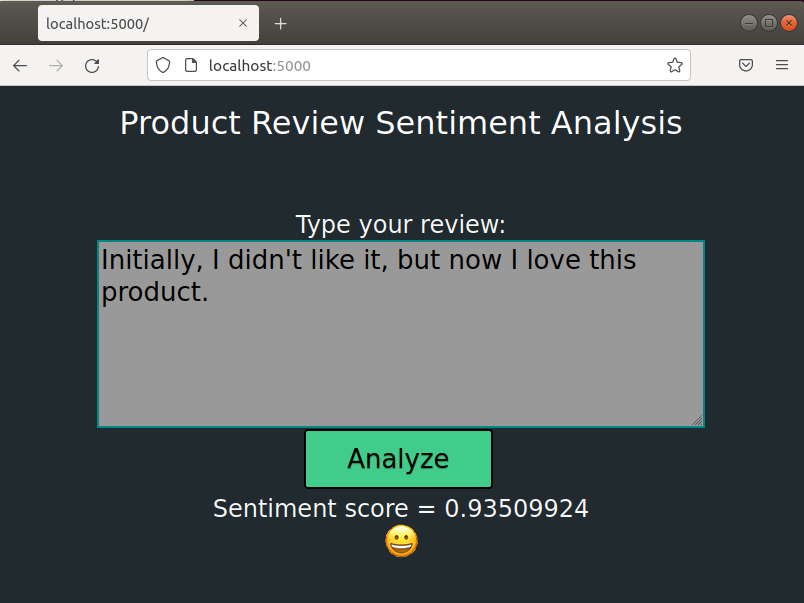 localhost:5000/
localhost:5000
Product Review Sentiment Analysis
Type your review:
Initially, I didn't like it, but now I love this
product.
Analyze
Sentiment score = 0.93509924